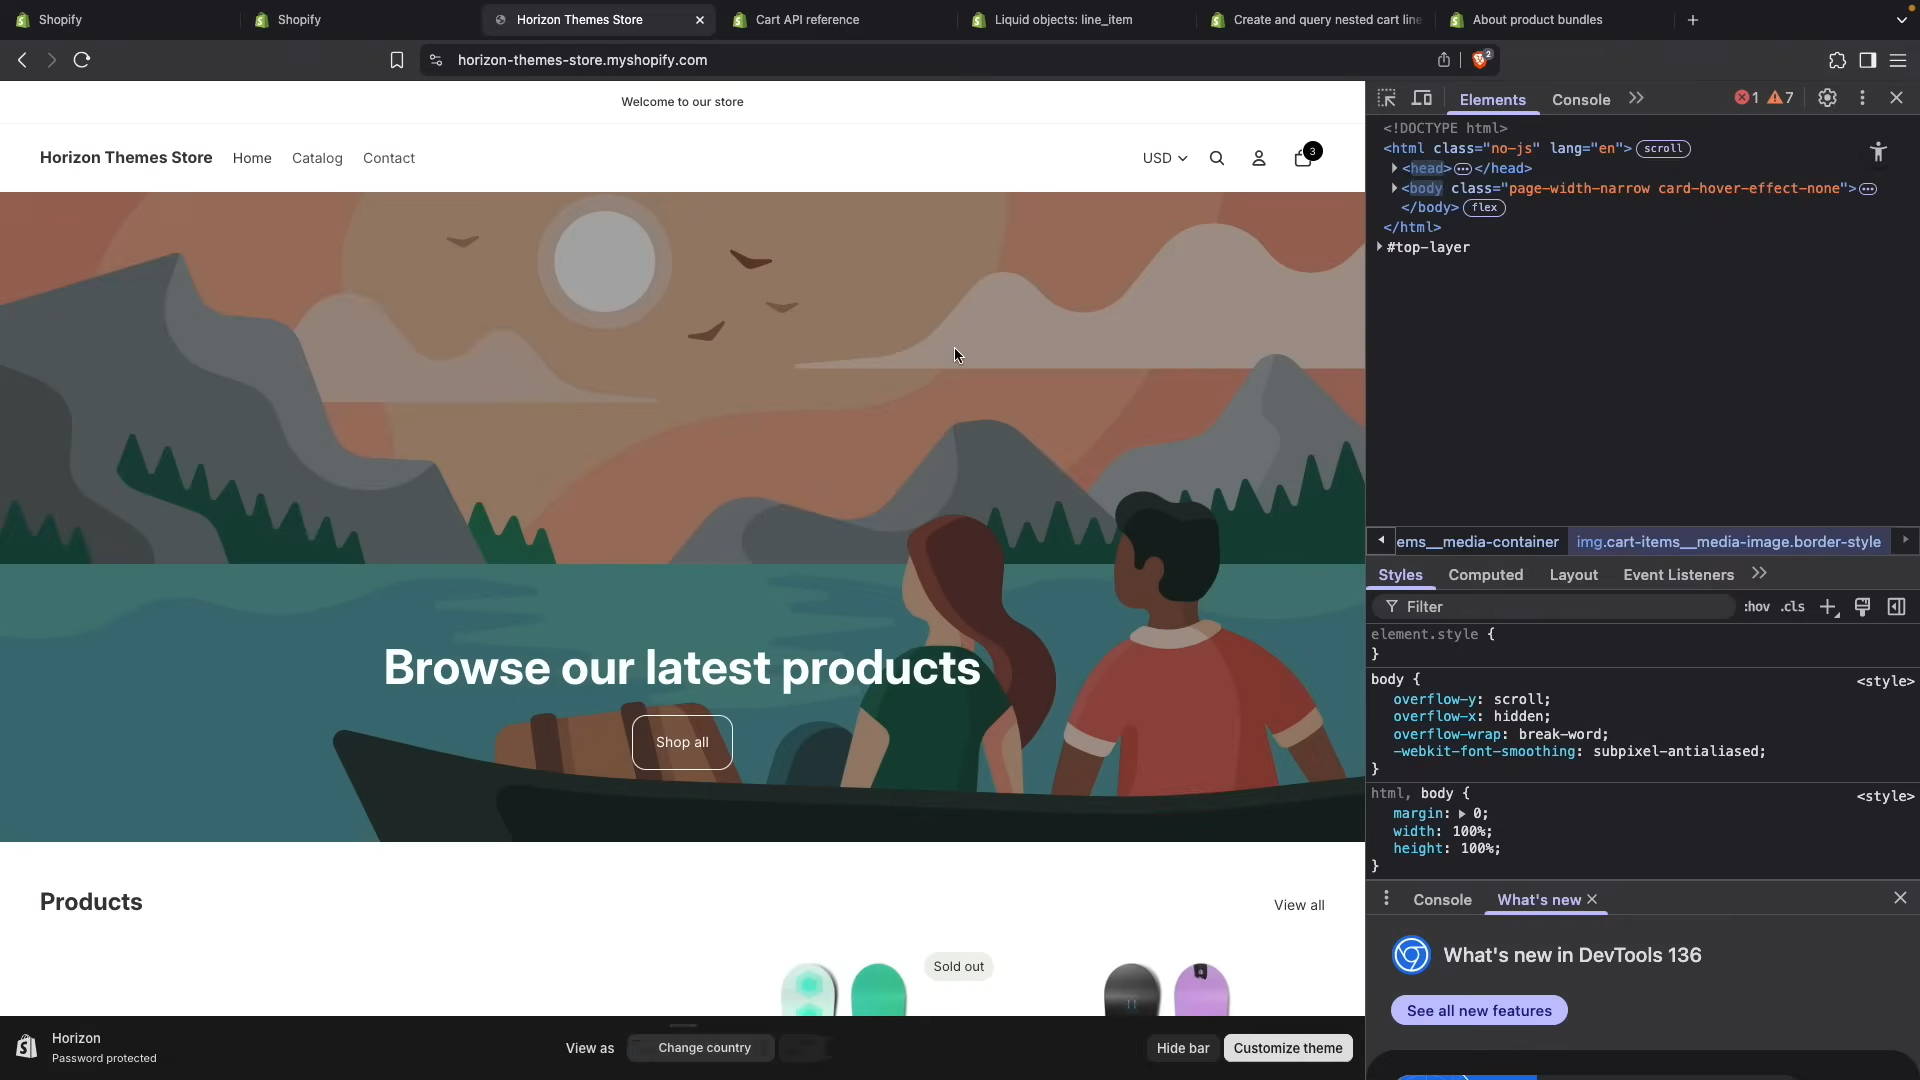 Shopify
Shopify
Horizon Themes Store
Cart API reference
Liquid objects: line_item
Create and query nested cart line
About product bundles
horizon-themes-store.myshopify.com
2
Welcome to our store
Horizon Themes Store
Home
Catalog
Contact
USD
3
Browse our latest products
Shop all
Products
View all
Sold out
Horizon
Password protected
View as
Change country
Hide bar
Customize theme
Elements
Console
1
7
<!DOCTYPE html>
<html class="no-js" lang="en"> scroll
<head> </head>
<body class="page-width-narrow card-hover-effect-none">
</body> flex
</html>
#top-layer
ems__media-container
img.cart-items__media-image.border-style
Styles
Computed
Layout
Event Listeners
Filter
:hov
.cls
element.style {
}
body {
<style>
overflow-y: scroll;
overflow-x: hidden;
overflow-wrap: break-word;
-webkit-font-smoothing: subpixel-antialiased;
}
html, body {
<style>
margin: 0;
width: 100%;
height: 100%;
}
Console
What's new
What's new in DevTools 136
See all new features